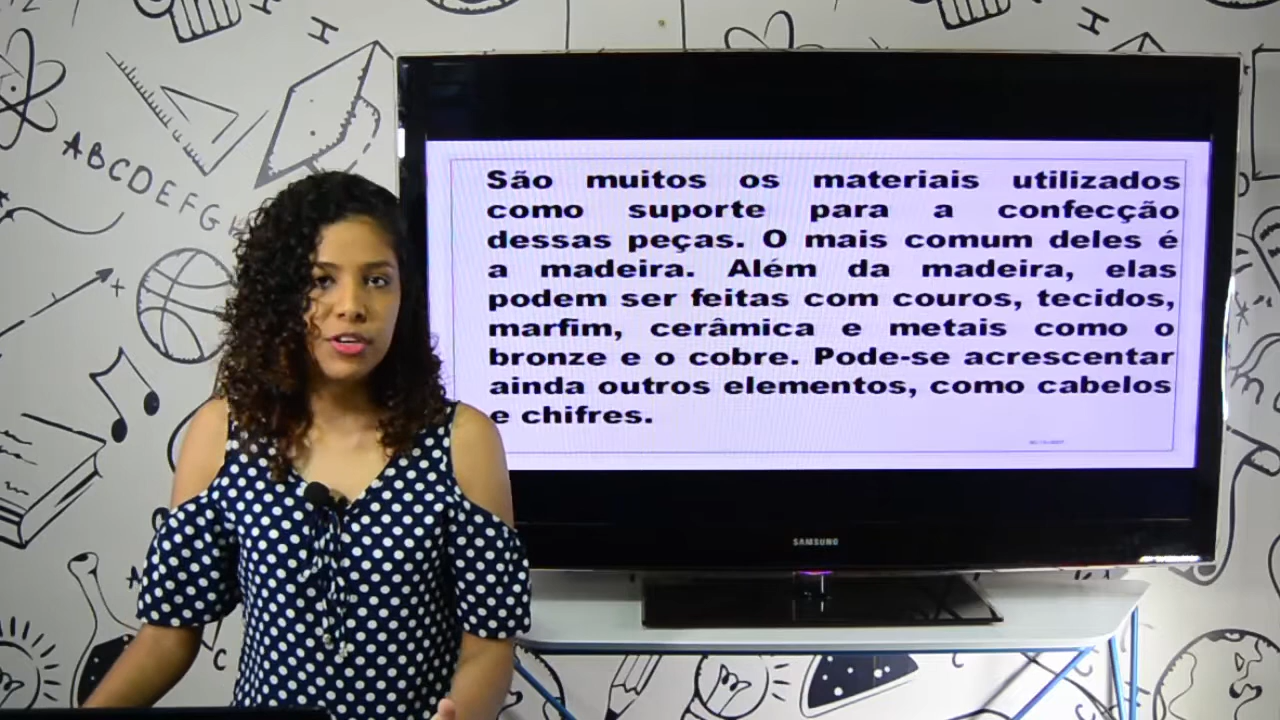 ABCDEFGH
São muitos os materiais utilizados
como suporte para a confecção
dessas peças. O mais comum deles é
a madeira. Além da madeira, elas
podem ser feitas com couros, tecidos,
marfim, cerâmica e metais como o
bronze e o cobre. Pode-se acrescentar
ainda outros elementos, como cabelos
e chifres.
SAMSUNG